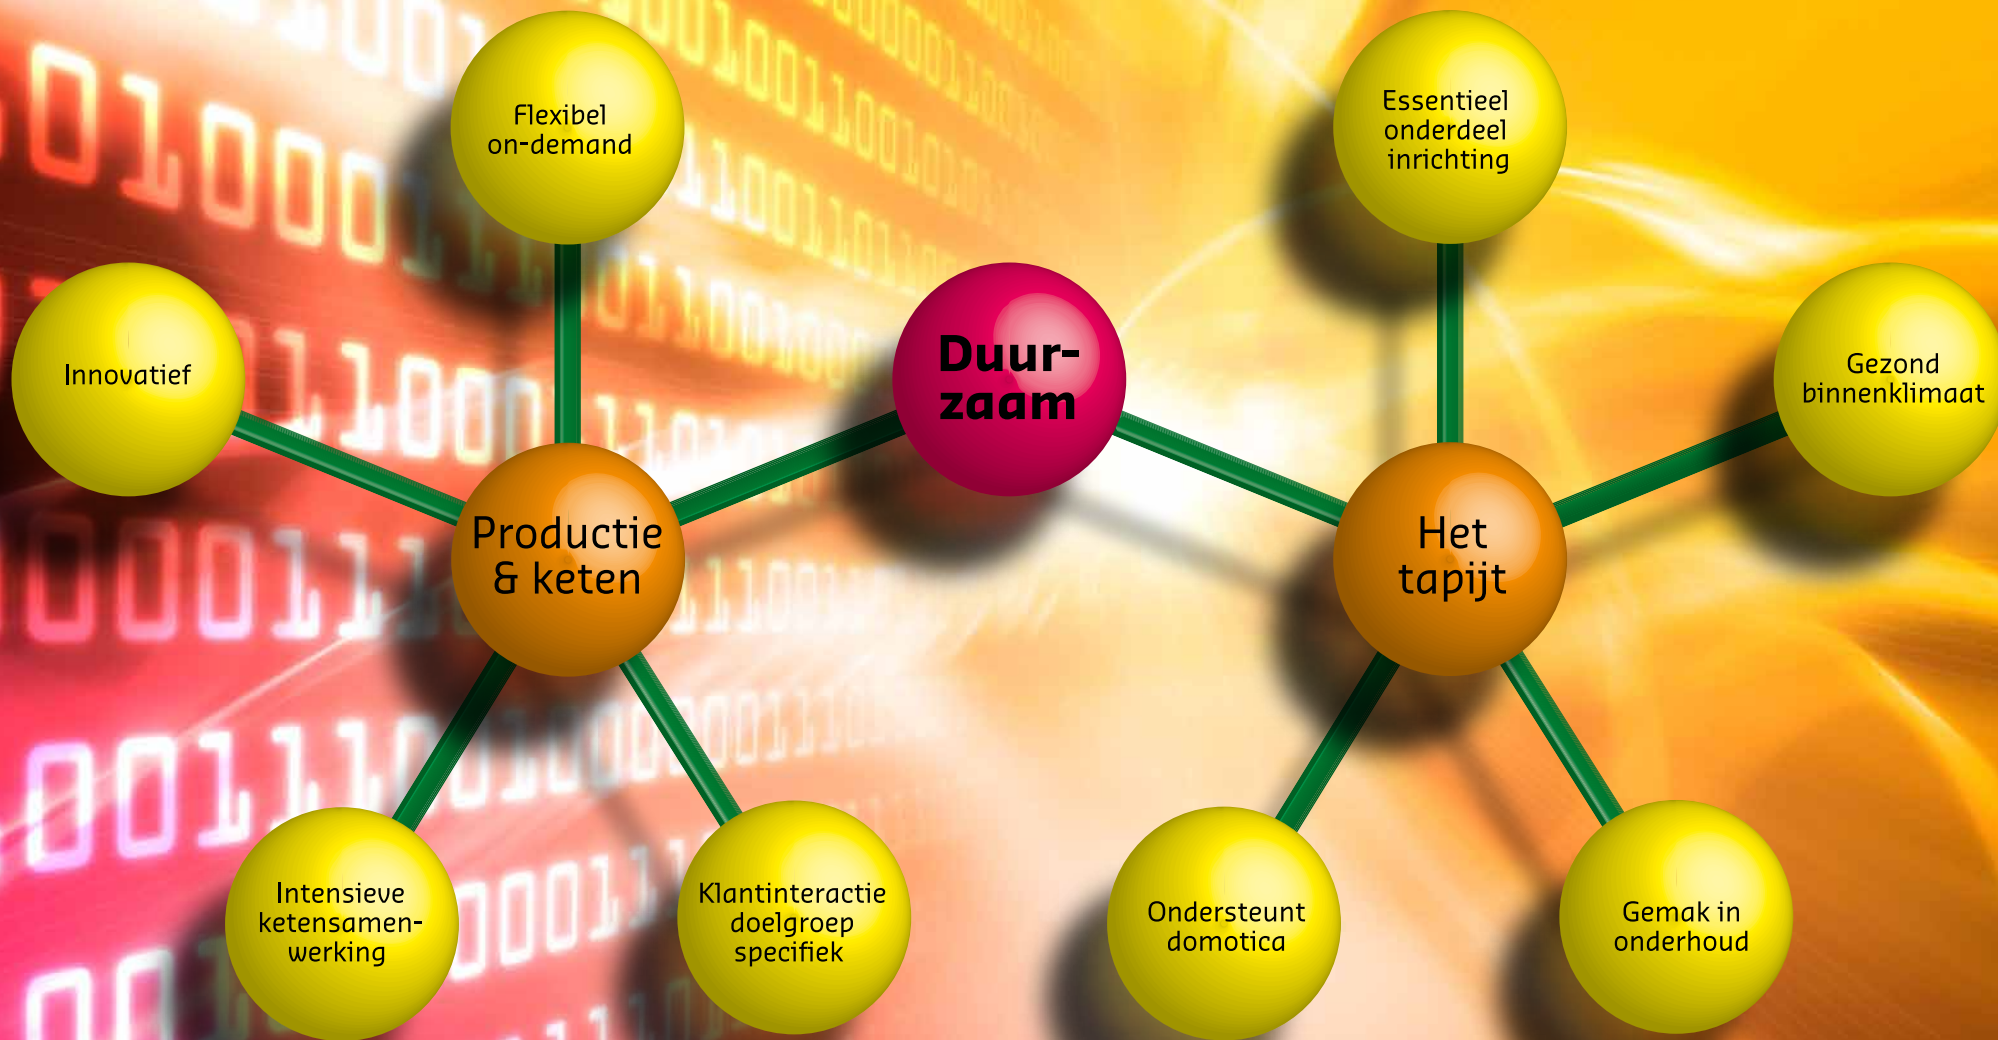 Flexibel
on-demand
Essentieel
onderdeel
inrichting
Innovatief
Duur-
zaam
Gezond
binnenklimaat
Productie
& keten
Het
tapijt
Intensieve
ketensamen-
werking
Klantinteractie
doelgroep
specifiek
Ondersteunt
domotica
Gemak in
onderhoud